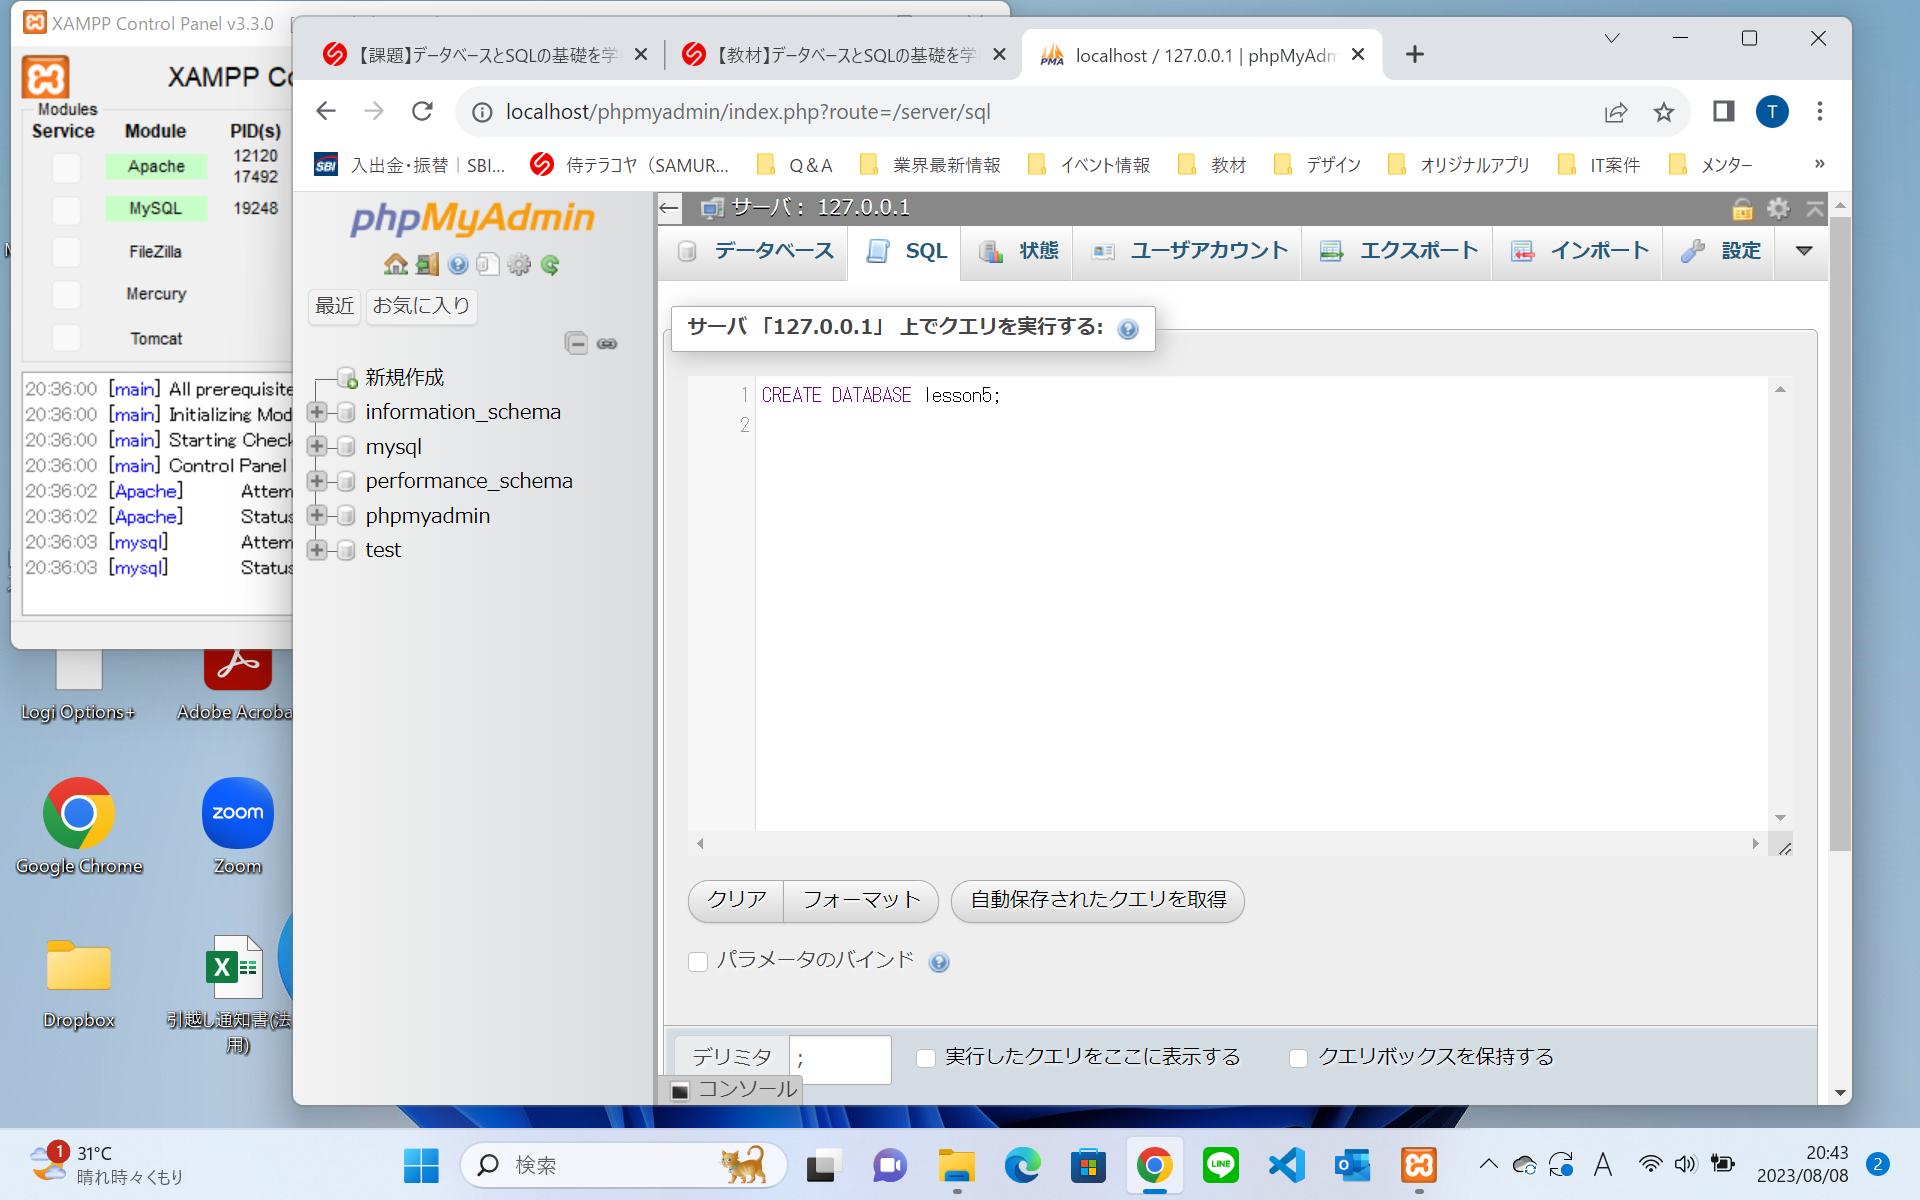 XAMPP Control Panel v3.3.0
XAMPP Co
Modules
Service Module PID(s)
Apache 12120 17492
MySQL 19248
FileZilla
Mercury
Tomcat
20:36:00 [main] All prerequisite
20:36:00 [main] Initializing Mod
20:36:00 [main] Starting Check
20:36:00 [main] Control Panel
20:36:02 [Apache] Attem
20:36:02 [Apache] Status
20:36:03 [mysql] Attem
20:36:03 [mysql] Status
Logi Options+
Adobe Acroba
Google Chrome
zoom
Zoom
Dropbox
引越し通知書(法
用)
【課題】データベースとSQLの基礎を学
【教材】データベースとSQLの基礎を学
PMA
localhost / 127.0.0.1 | phpMyAdm
localhost/phpmyadmin/index.php?route=/server/sql
T
SBI
入出金・振替 | SBI...
侍テラコヤ（SAMUR...
Q&A
業界最新情報
イベント情報
教材
デザイン
オリジナルアプリ
IT案件
メンター
»
phpMyAdmin
最近
お気に入り
新規作成
information_schema
mysql
performance_schema
phpmyadmin
test
サーバ： 127.0.0.1
データベース
SQL
状態
ユーザアカウント
エクスポート
インポート
設定
サーバ 「127.0.0.1」 上でクエリを実行する:
1 CREATE DATABASE lesson5;
2
クリア
フォーマット
自動保存されたクエリを取得
パラメータのバインド
デリミタ ;
実行したクエリをここに表示する
クエリボックスを保持する
コンソール
1
31°C
晴れ時々くもり
検索
LINE
A
20:43
2023/08/08
2